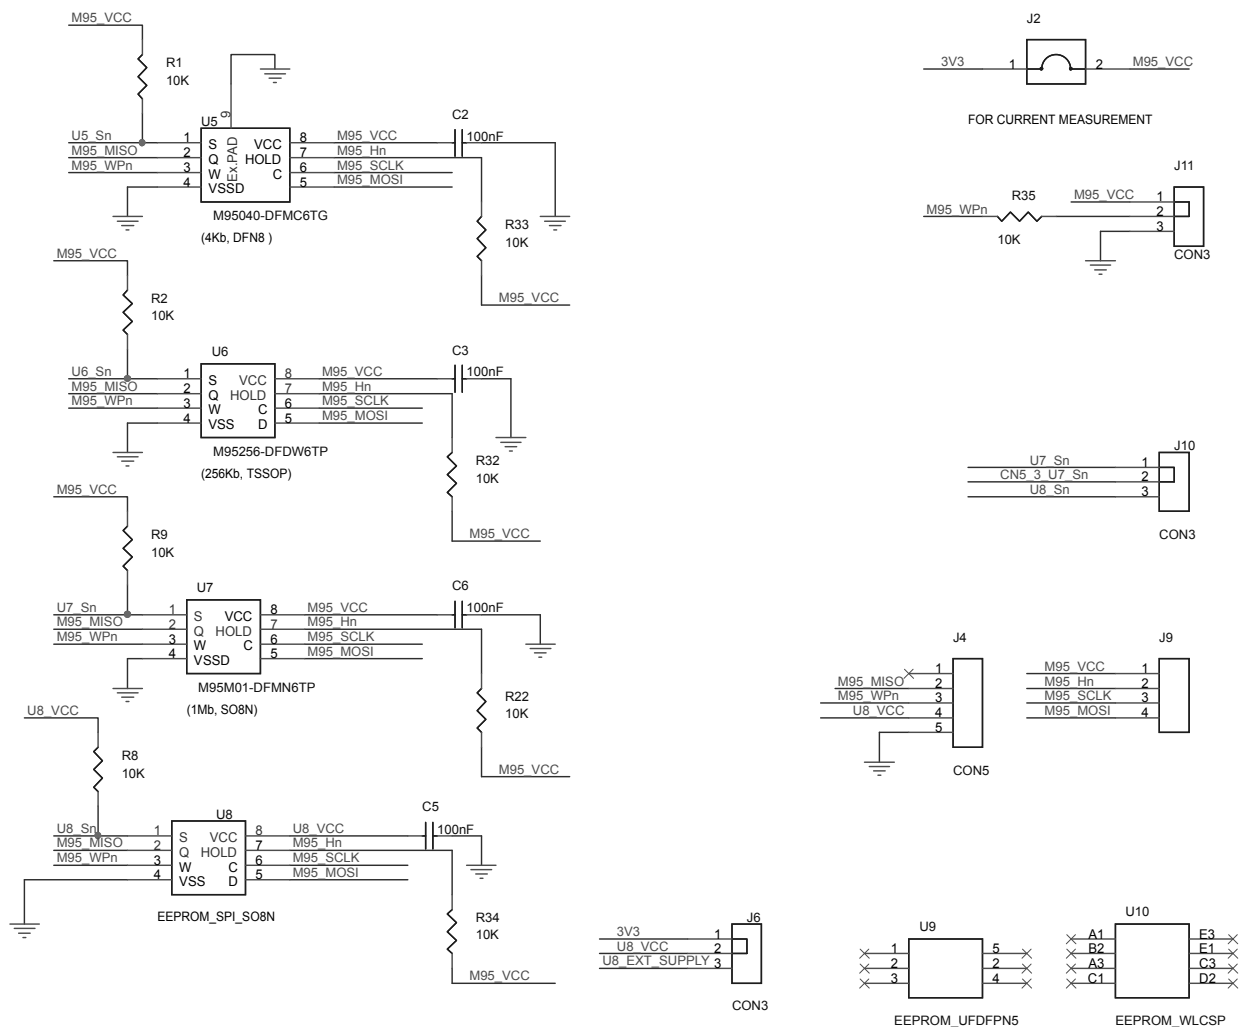 M95_VCC
R1
10K
U5
9
Ex.PAD
U5_Sn 1 S VCC 8 M95_VCC
M95_MISO 2 Q HOLD 7 M95_Hn
M95_WPn 3 W C 6 M95_SCLK
4 VSSD 5 M95_MOSI
C2
100nF
M95040-DFMC6TG
(4Kb, DFN8 )
R33
10K
M95_VCC
M95_VCC
R2
10K
U6
U6_Sn 1 S VCC 8 M95_VCC
M95_MISO 2 Q HOLD 7 M95_Hn
M95_WPn 3 W C 6 M95_SCLK
4 VSS D 5 M95_MOSI
C3
100nF
M95256-DFDW6TP
(256Kb, TSSOP)
R32
10K
M95_VCC
M95_VCC
R9
10K
U7
U7_Sn 1 S VCC 8 M95_VCC
M95_MISO 2 Q HOLD 7 M95_Hn
M95_WPn 3 W C 6 M95_SCLK
4 VSSD 5 M95_MOSI
C6
100nF
M95M01-DFMN6TP
(1Mb, SO8N)
R22
10K
M95_VCC
U8_VCC
R8
10K
U8
U8_Sn 1 S VCC 8 U8_VCC
M95_MISO 2 Q HOLD 7 M95_Hn
M95_WPn 3 W C 6 M95_SCLK
4 VSS D 5 M95_MOSI
C5
100nF
EEPROM_SPI_SO8N
R34
10K
M95_VCC
J2
3V3 1 2 M95_VCC
FOR CURRENT MEASUREMENT
J11
R35
M95_VCC 1
M95_WPn 2
10K
3
CON3
J10
U7_Sn 1
CN5_3_U7_Sn 2
U8_Sn 3
CON3
J4
1
M95_MISO 2
M95_WPn 3
U8_VCC 4
5
CON5
J9
M95_VCC 1
M95_Hn 2
M95_SCLK 3
M95_MOSI 4
J6
3V3 1
U8_VCC 2
U8_EXT_SUPPLY 3
CON3
U9
1 5
2 2
3 4
EEPROM_UFDFPN5
U10
A1 E3
B2 E1
A3 C3
C1 D2
EEPROM_WLCSP